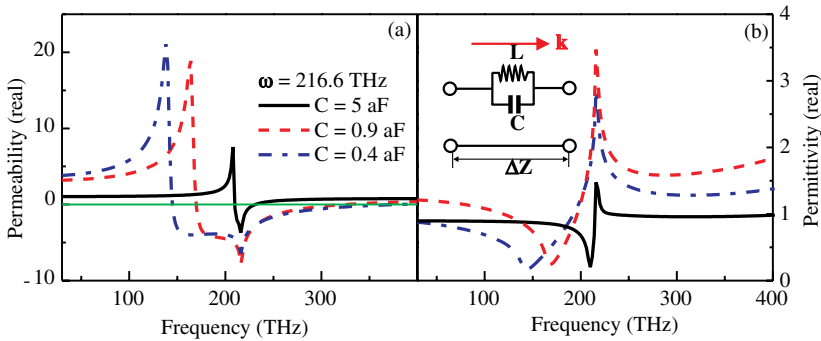 (a)
ω = 216.6 THz
C = 5 aF
C = 0.9 aF
C = 0.4 aF
Permeability (real)
20
10
0
-10
100
200
300
Frequency (THz)
(b)
k
L
C
ΔZ
Permittivity (real)
4
3
2
1
0
100
200
300
400
Frequency (THz)